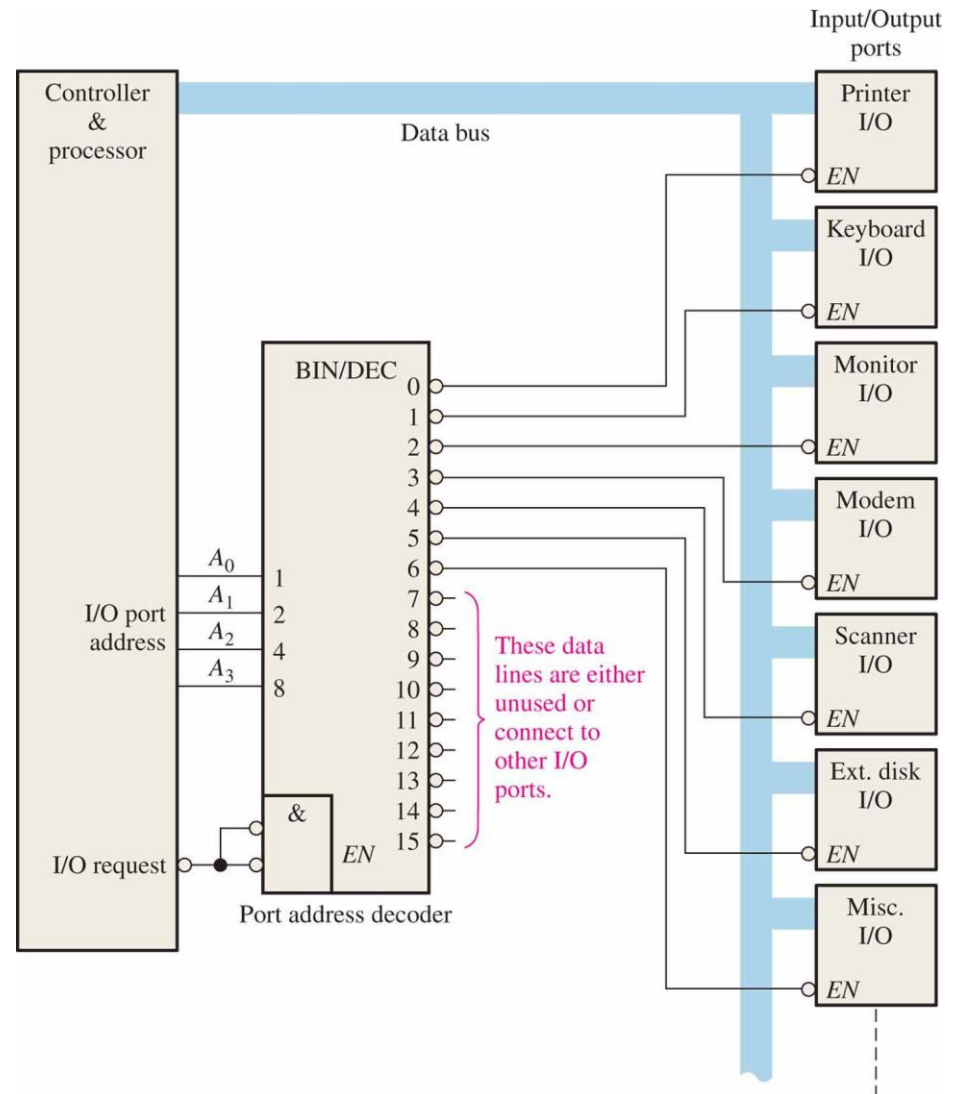 Input/Output
ports
Controller
&
processor
Data bus
Printer
I/O
EN
Keyboard
I/O
EN
Monitor
I/O
EN
Modem
I/O
EN
Scanner
I/O
EN
Ext. disk
I/O
EN
Misc.
I/O
EN
BIN/DEC
0
1
2
3
4
5
6
7
8
9
10
11
12
13
14
15
A0
A1
A2
A3
1
2
4
8
I/O port
address
These data
lines are either
unused or
connect to
other I/O
ports.
&
EN
I/O request
Port address decoder